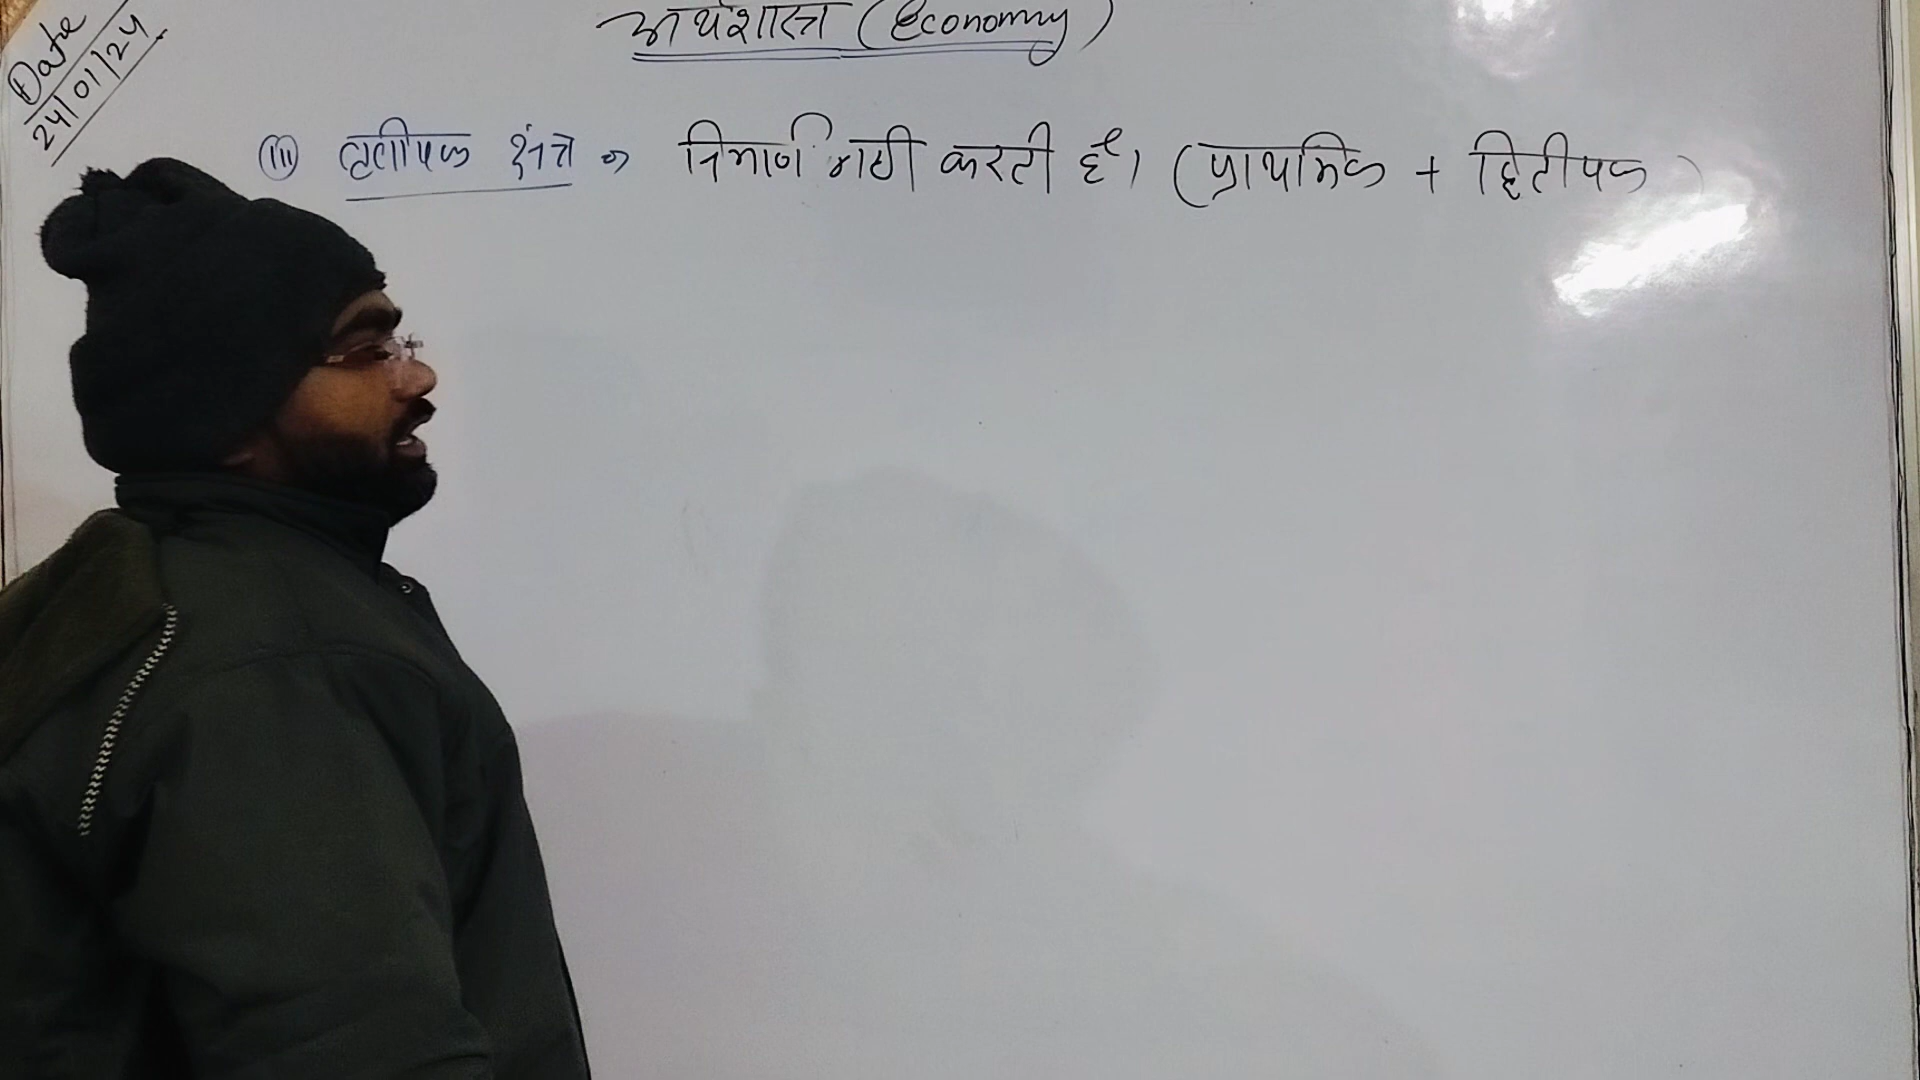 Date
24/01/24
अर्थशास्त्र (Economy)
(iii) तृतीयक क्षेत्र → निर्माण नहीं करती है। (प्राथमिक + द्वितीयक)